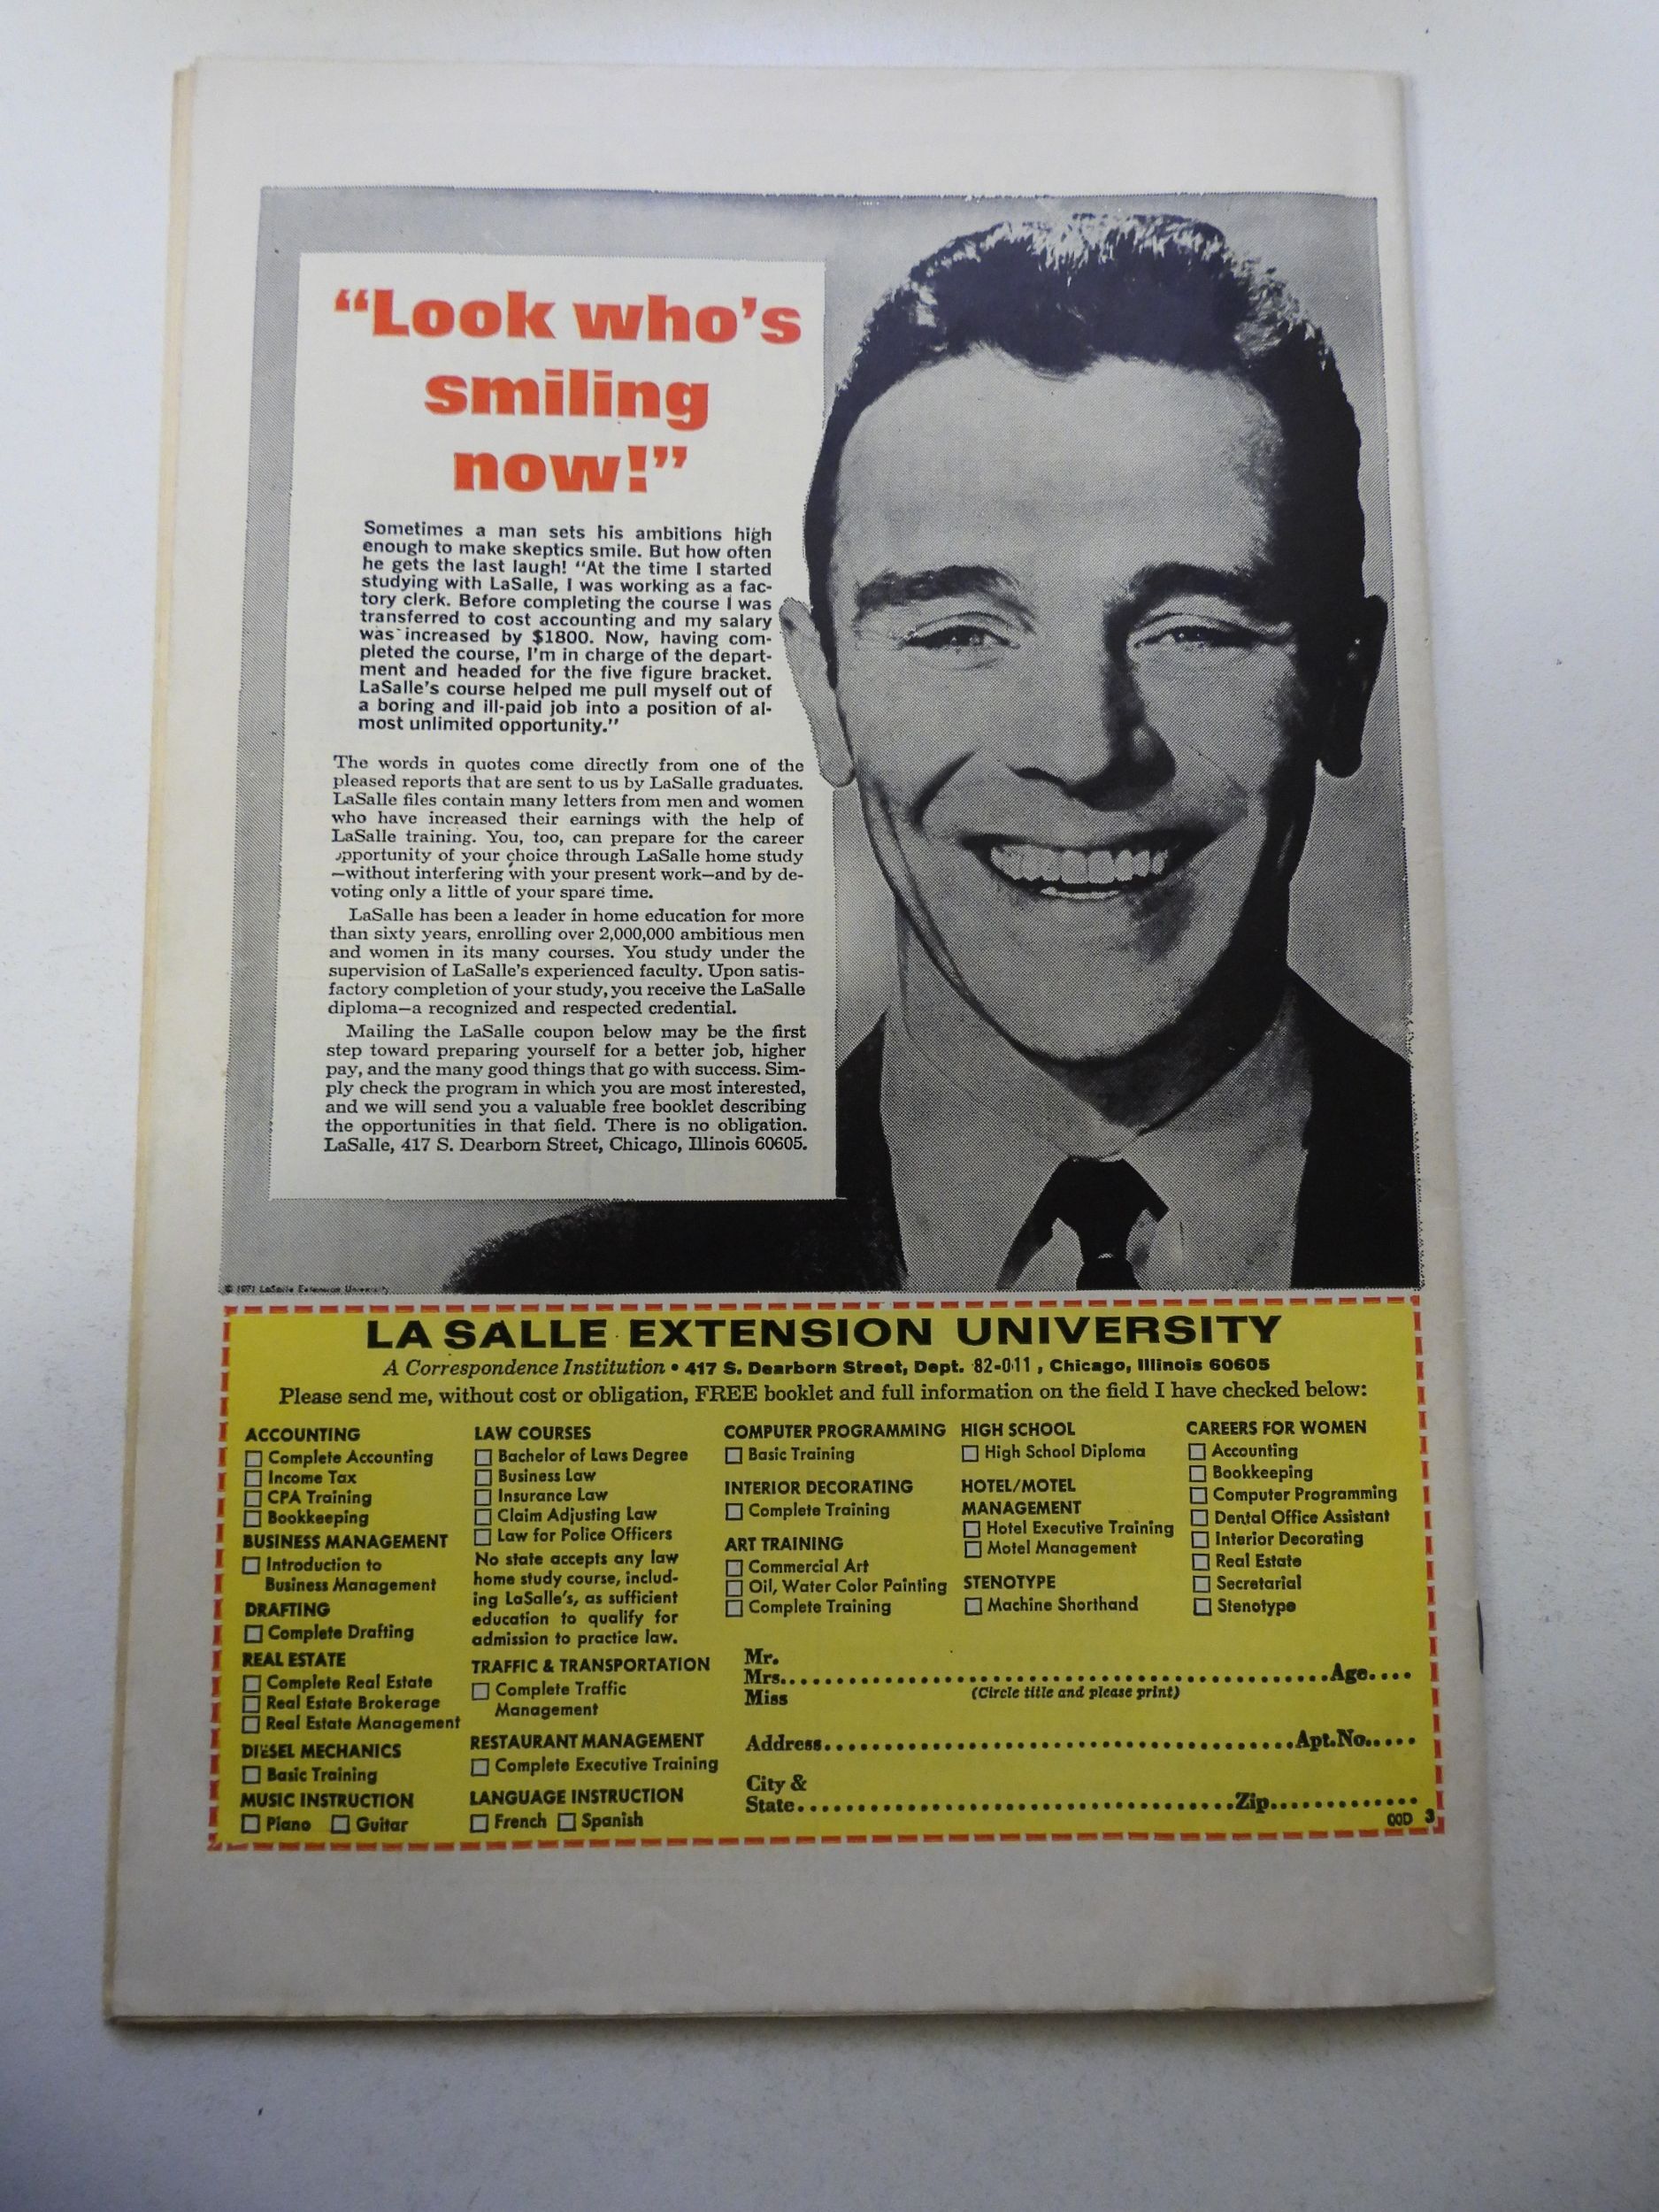 “Look who’s
smiling
now!”
Sometimes a man sets his ambitions high
enough to make skeptics smile. But how often
he gets the last laugh! “At the time I started
studying with LaSalle, I was working as a fac-
tory clerk. Before completing the course I was
transferred to cost accounting and my salary
was increased by $1800. Now, having com-
pleted the course, I’m in charge of the depart-
ment and headed for the five figure bracket.
LaSalle’s course helped me pull myself out of
a boring and ill-paid job into a position of al-
most unlimited opportunity.”
The words in quotes come directly from one of the
pleased reports that are sent to us by LaSalle graduates.
LaSalle files contain many letters from men and women
who have increased their earnings with the help of
LaSalle training. You, too, can prepare for the career
opportunity of your choice through LaSalle home study
—without interfering with your present work—and by de-
voting only a little of your spare time.
LaSalle has been a leader in home education for more
than sixty years, enrolling over 2,000,000 ambitious men
and women in its many courses. You study under the
supervision of LaSalle’s experienced faculty. Upon satis-
factory completion of your study, you receive the LaSalle
diploma—a recognized and respected credential.
Mailing the LaSalle coupon below may be the first
step toward preparing yourself for a better job, higher
pay, and the many good things that go with success. Sim-
ply check the program in which you are most interested,
and we will send you a valuable free booklet describing
the opportunities in that field. There is no obligation.
LaSalle, 417 S. Dearborn Street, Chicago, Illinois 60605.
© 1971 LaSalle Extension University
LA SALLE EXTENSION UNIVERSITY
A Correspondence Institution • 417 S. Dearborn Street, Dept. 82-011, Chicago, Illinois 60605
Please send me, without cost or obligation, FREE booklet and full information on the field I have checked below:
ACCOUNTING
Complete Accounting
Income Tax
CPA Training
Bookkeeping
BUSINESS MANAGEMENT
Introduction to
Business Management
DRAFTING
Complete Drafting
REAL ESTATE
Complete Real Estate
Real Estate Brokerage
Real Estate Management
DIESEL MECHANICS
Basic Training
MUSIC INSTRUCTION
Piano Guitar
LAW COURSES
Bachelor of Laws Degree
Business Law
Insurance Law
Claim Adjusting Law
Law for Police Officers
No state accepts any law
home study course, includ-
ing LaSalle’s, as sufficient
education to qualify for
admission to practice law.
TRAFFIC & TRANSPORTATION
Complete Traffic
Management
RESTAURANT MANAGEMENT
Complete Executive Training
LANGUAGE INSTRUCTION
French Spanish
COMPUTER PROGRAMMING
Basic Training
INTERIOR DECORATING
Complete Training
ART TRAINING
Commercial Art
Oil, Water Color Painting
Complete Training
HIGH SCHOOL
High School Diploma
HOTEL/MOTEL
MANAGEMENT
Hotel Executive Training
Motel Management
STENOTYPE
Machine Shorthand
CAREERS FOR WOMEN
Accounting
Bookkeeping
Computer Programming
Dental Office Assistant
Interior Decorating
Real Estate
Secretarial
Stenotype
Mr.
Mrs. Age
Miss (Circle title and please print)
Address Apt.No.
City &
State Zip
OOD 3